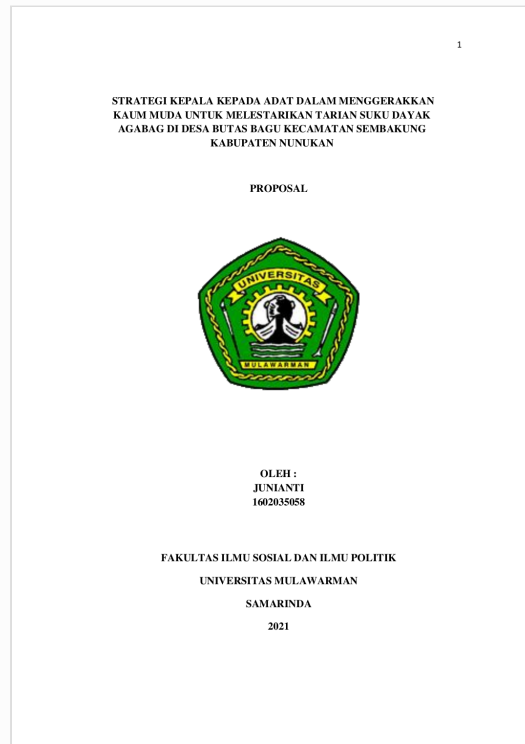 1
STRATEGI KEPALA KEPADA ADAT DALAM MENGGERAKKAN
KAUM MUDA UNTUK MELESTARIKAN TARIAN SUKU DAYAK
AGABAG DI DESA BUTAS BAGU KECAMATAN SEMBAKUNG
KABUPATEN NUNUKAN
PROPOSAL
UNIVERSITAS
MULAWARMAN
OLEH :
JUNIANTI
1602035058
FAKULTAS ILMU SOSIAL DAN ILMU POLITIK
UNIVERSITAS MULAWARMAN
SAMARINDA
2021